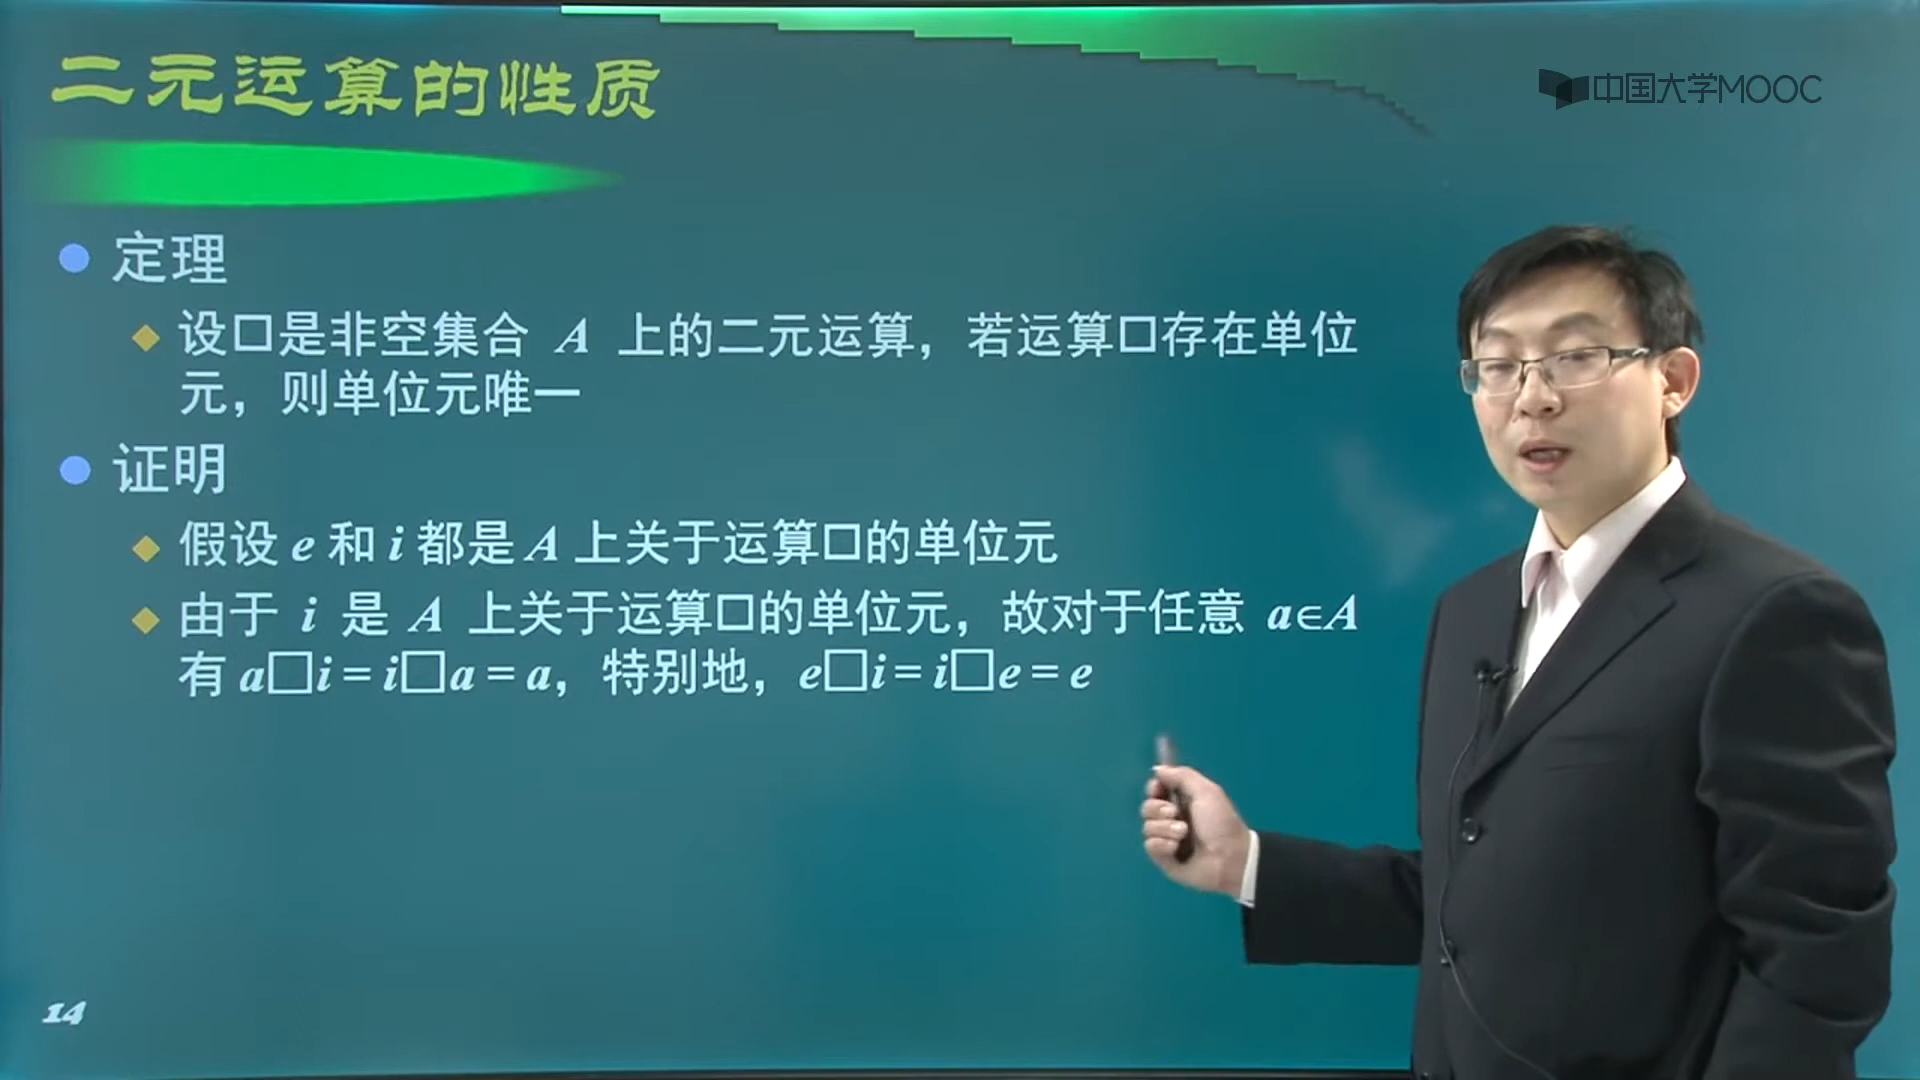 二元运算的性质
中国大学MOOC
定理
设□是非空集合 A 上的二元运算，若运算□存在单位
元，则单位元唯一
证明
假设 e 和 i 都是 A 上关于运算□的单位元
由于 i 是 A 上关于运算□的单位元，故对于任意 a∈A
有 a□i = i□a = a，特别地，e□i = i□e = e
14